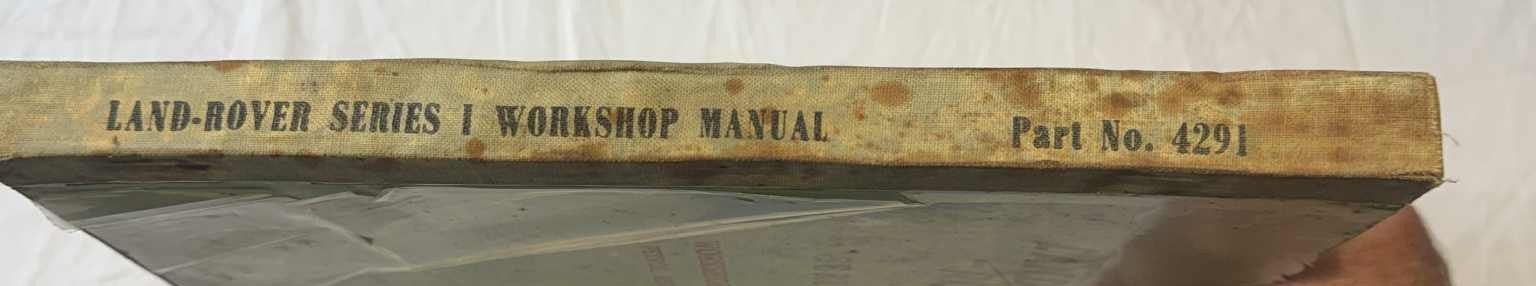 LAND-ROVER SERIES I WORKSHOP MANUAL Part No. 4291